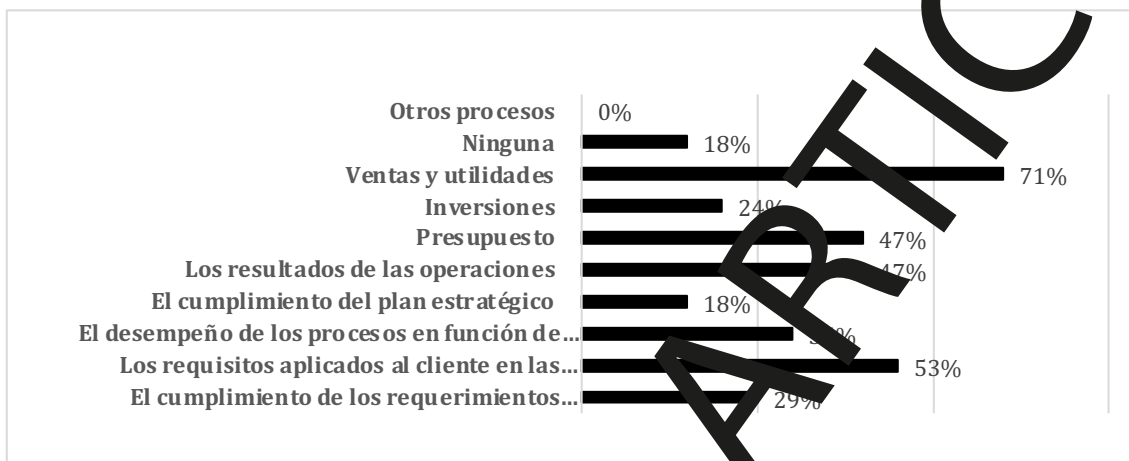 Otros procesos 0%
Ninguna 18%
Ventas y utilidades 71%
Inversiones 24%
Presupuesto 47%
Los resultados de las operaciones 47%
El cumplimiento del plan estratégico 18%
El desempeño de los procesos en función de...
Los requisitos aplicados al cliente en las... 53%
El cumplimiento de los requerimientos... 29%
ARTIC